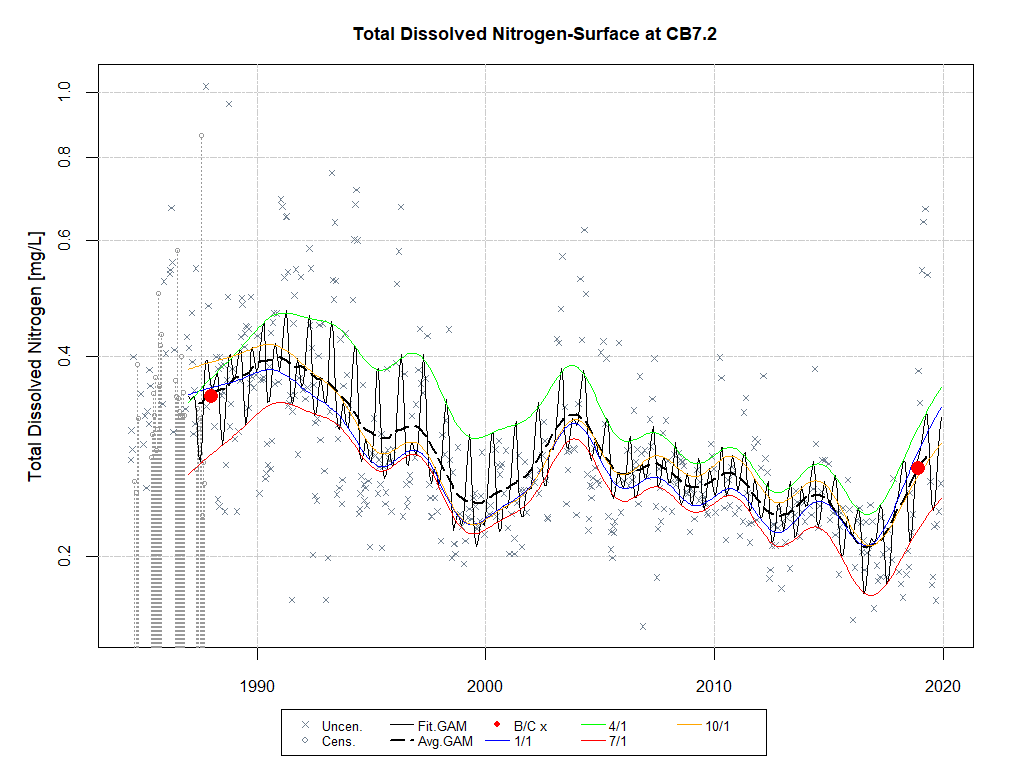 Total Dissolved Nitrogen-Surface at CB7.2
Total Dissolved Nitrogen [mg/L]
1.0
0.8
0.6
0.4
0.2
1990 2000 2010 2020
Uncen. Fit.GAM B/C x 4/1 10/1
Cens. Avg.GAM 1/1 7/1